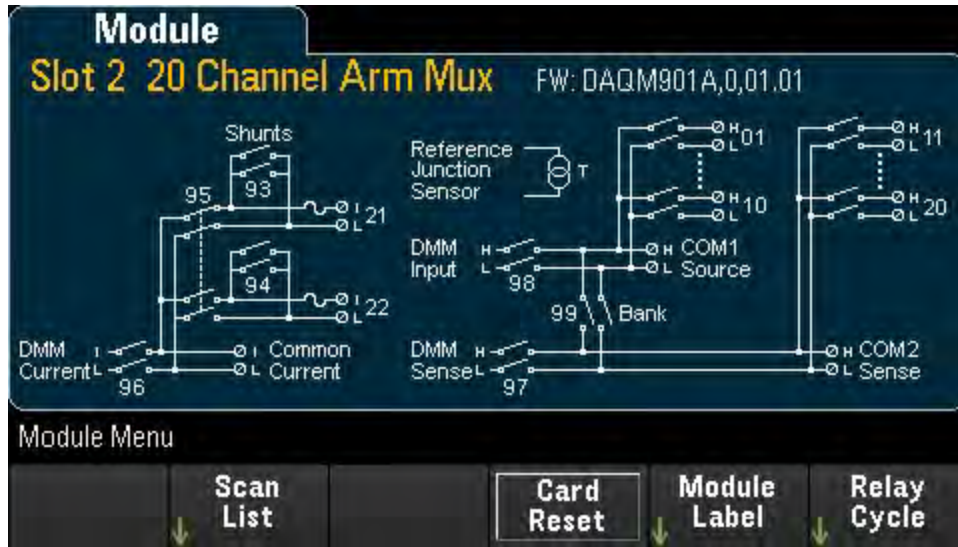 Module
Slot 2 20 Channel Arm Mux FW: DAQM901A,0,01.01
Shunts
93
95
I
L
21
94
I
L
22
DMM I
Current L
96
I Common
L Current
Reference
Junction
Sensor
T
H
L
01
H
L
10
H
L
11
H
L
20
DMM H
Input L
98
H COM1
L Source
99 Bank
DMM H
Sense L
97
H COM2
L Sense
Module Menu
Scan
List
Card
Reset
Module
Label
Relay
Cycle